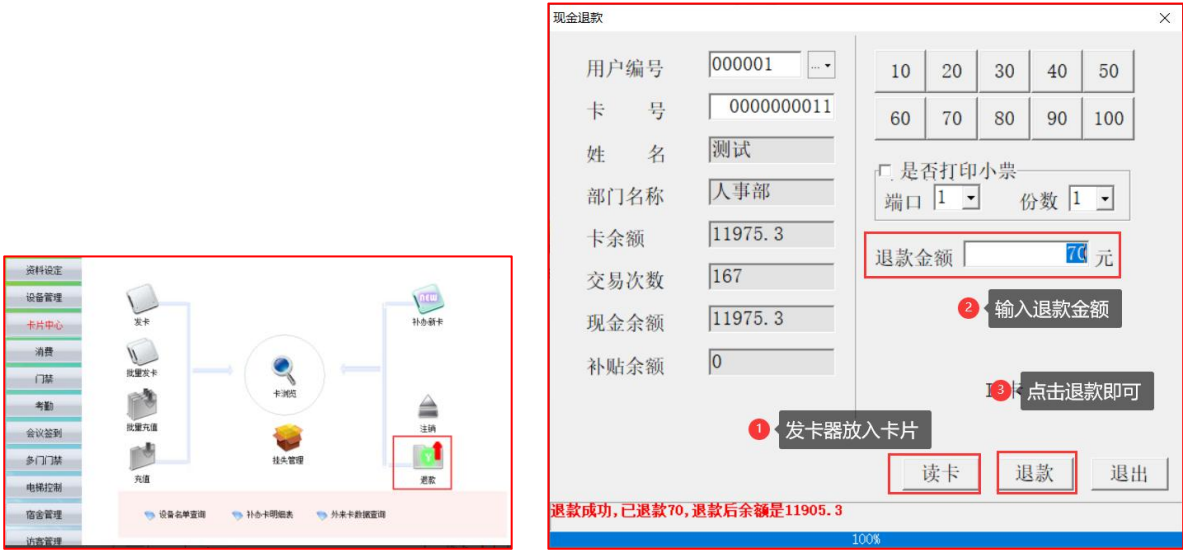 资料设定
设备管理
卡片中心
消费
门禁
考勤
会议签到
多门门禁
电梯控制
宿舍管理
访客管理
发卡
批量发卡
批量充值
充值
卡浏览
挂失管理
NEW
补办新卡
注销
退款
设备名单查询 补办卡明细表 外来卡数据查询
现金退款
用户编号 000001 ...
卡 号 0000000011
姓 名 测试
部门名称 人事部
卡余额 11975.3
交易次数 167
现金余额 11975.3
补贴余额 0
10 20 30 40 50
60 70 80 90 100
是否打印小票
端口 1 份数 1
退款金额 70 元
2 输入退款金额
3 点击退款即可
1 发卡器放入卡片
读卡 退款 退出
退款成功,已退款70,退款后余额是11905.3
100%